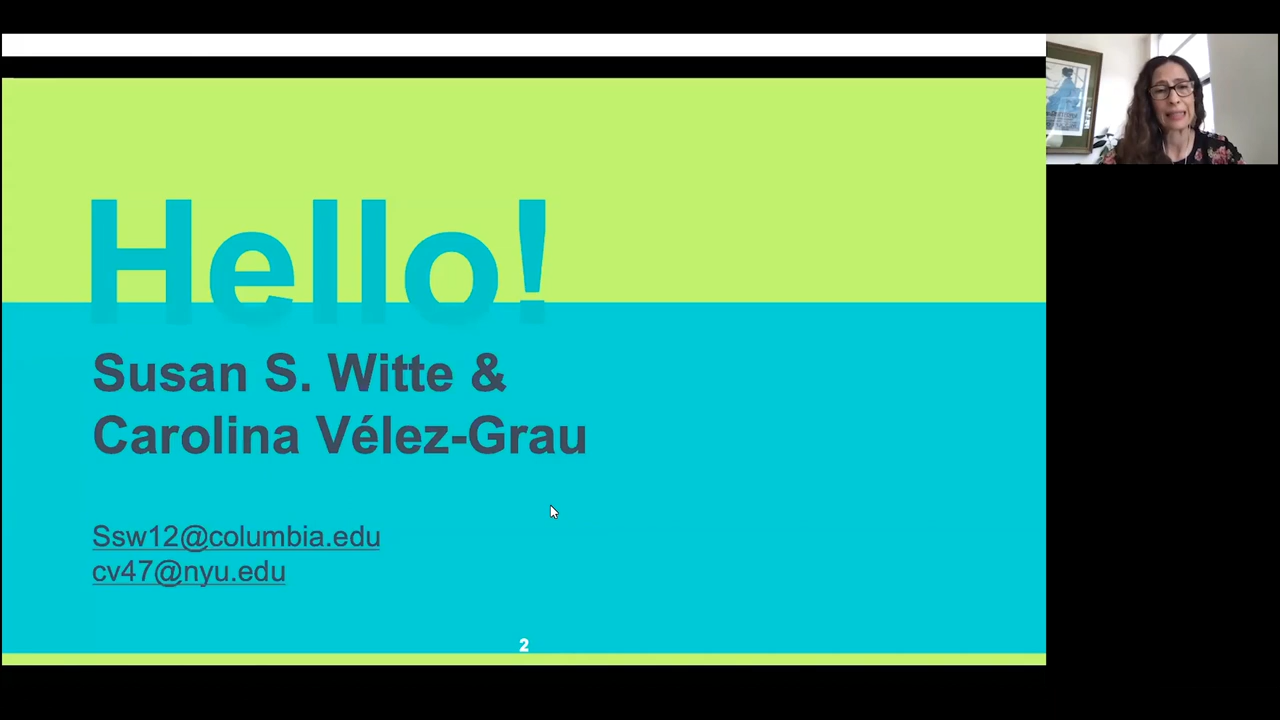 Hello!
Susan S. Witte &
Carolina Vélez-Grau
Ssw12@columbia.edu
cv47@nyu.edu
2